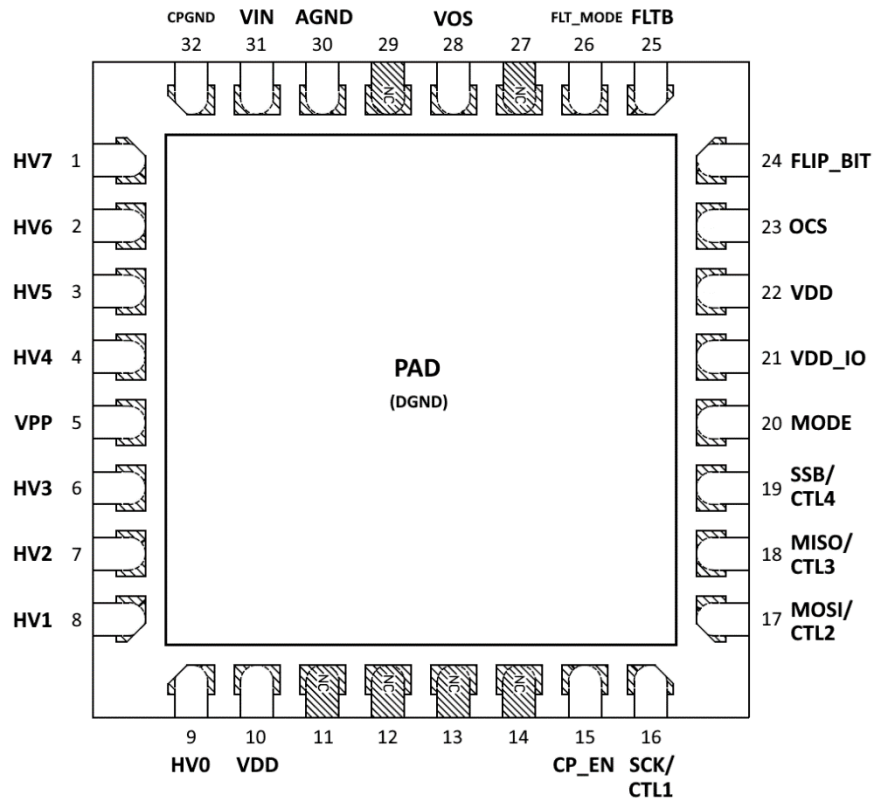 CPGND VIN AGND VOS FLT_MODE FLTB
32 31 30 29 28 27 26 25
NC NC
HV7 1
24 FLIP_BIT
HV6 2
23 OCS
HV5 3
22 VDD
HV4 4
21 VDD_IO
PAD
(DGND)
VPP 5
20 MODE
HV3 6
19 SSB/
CTL4
HV2 7
18 MISO/
CTL3
HV1 8
17 MOSI/
CTL2
NC NC NC NC
9 10 11 12 13 14 15 16
HV0 VDD CP_EN SCK/
CTL1